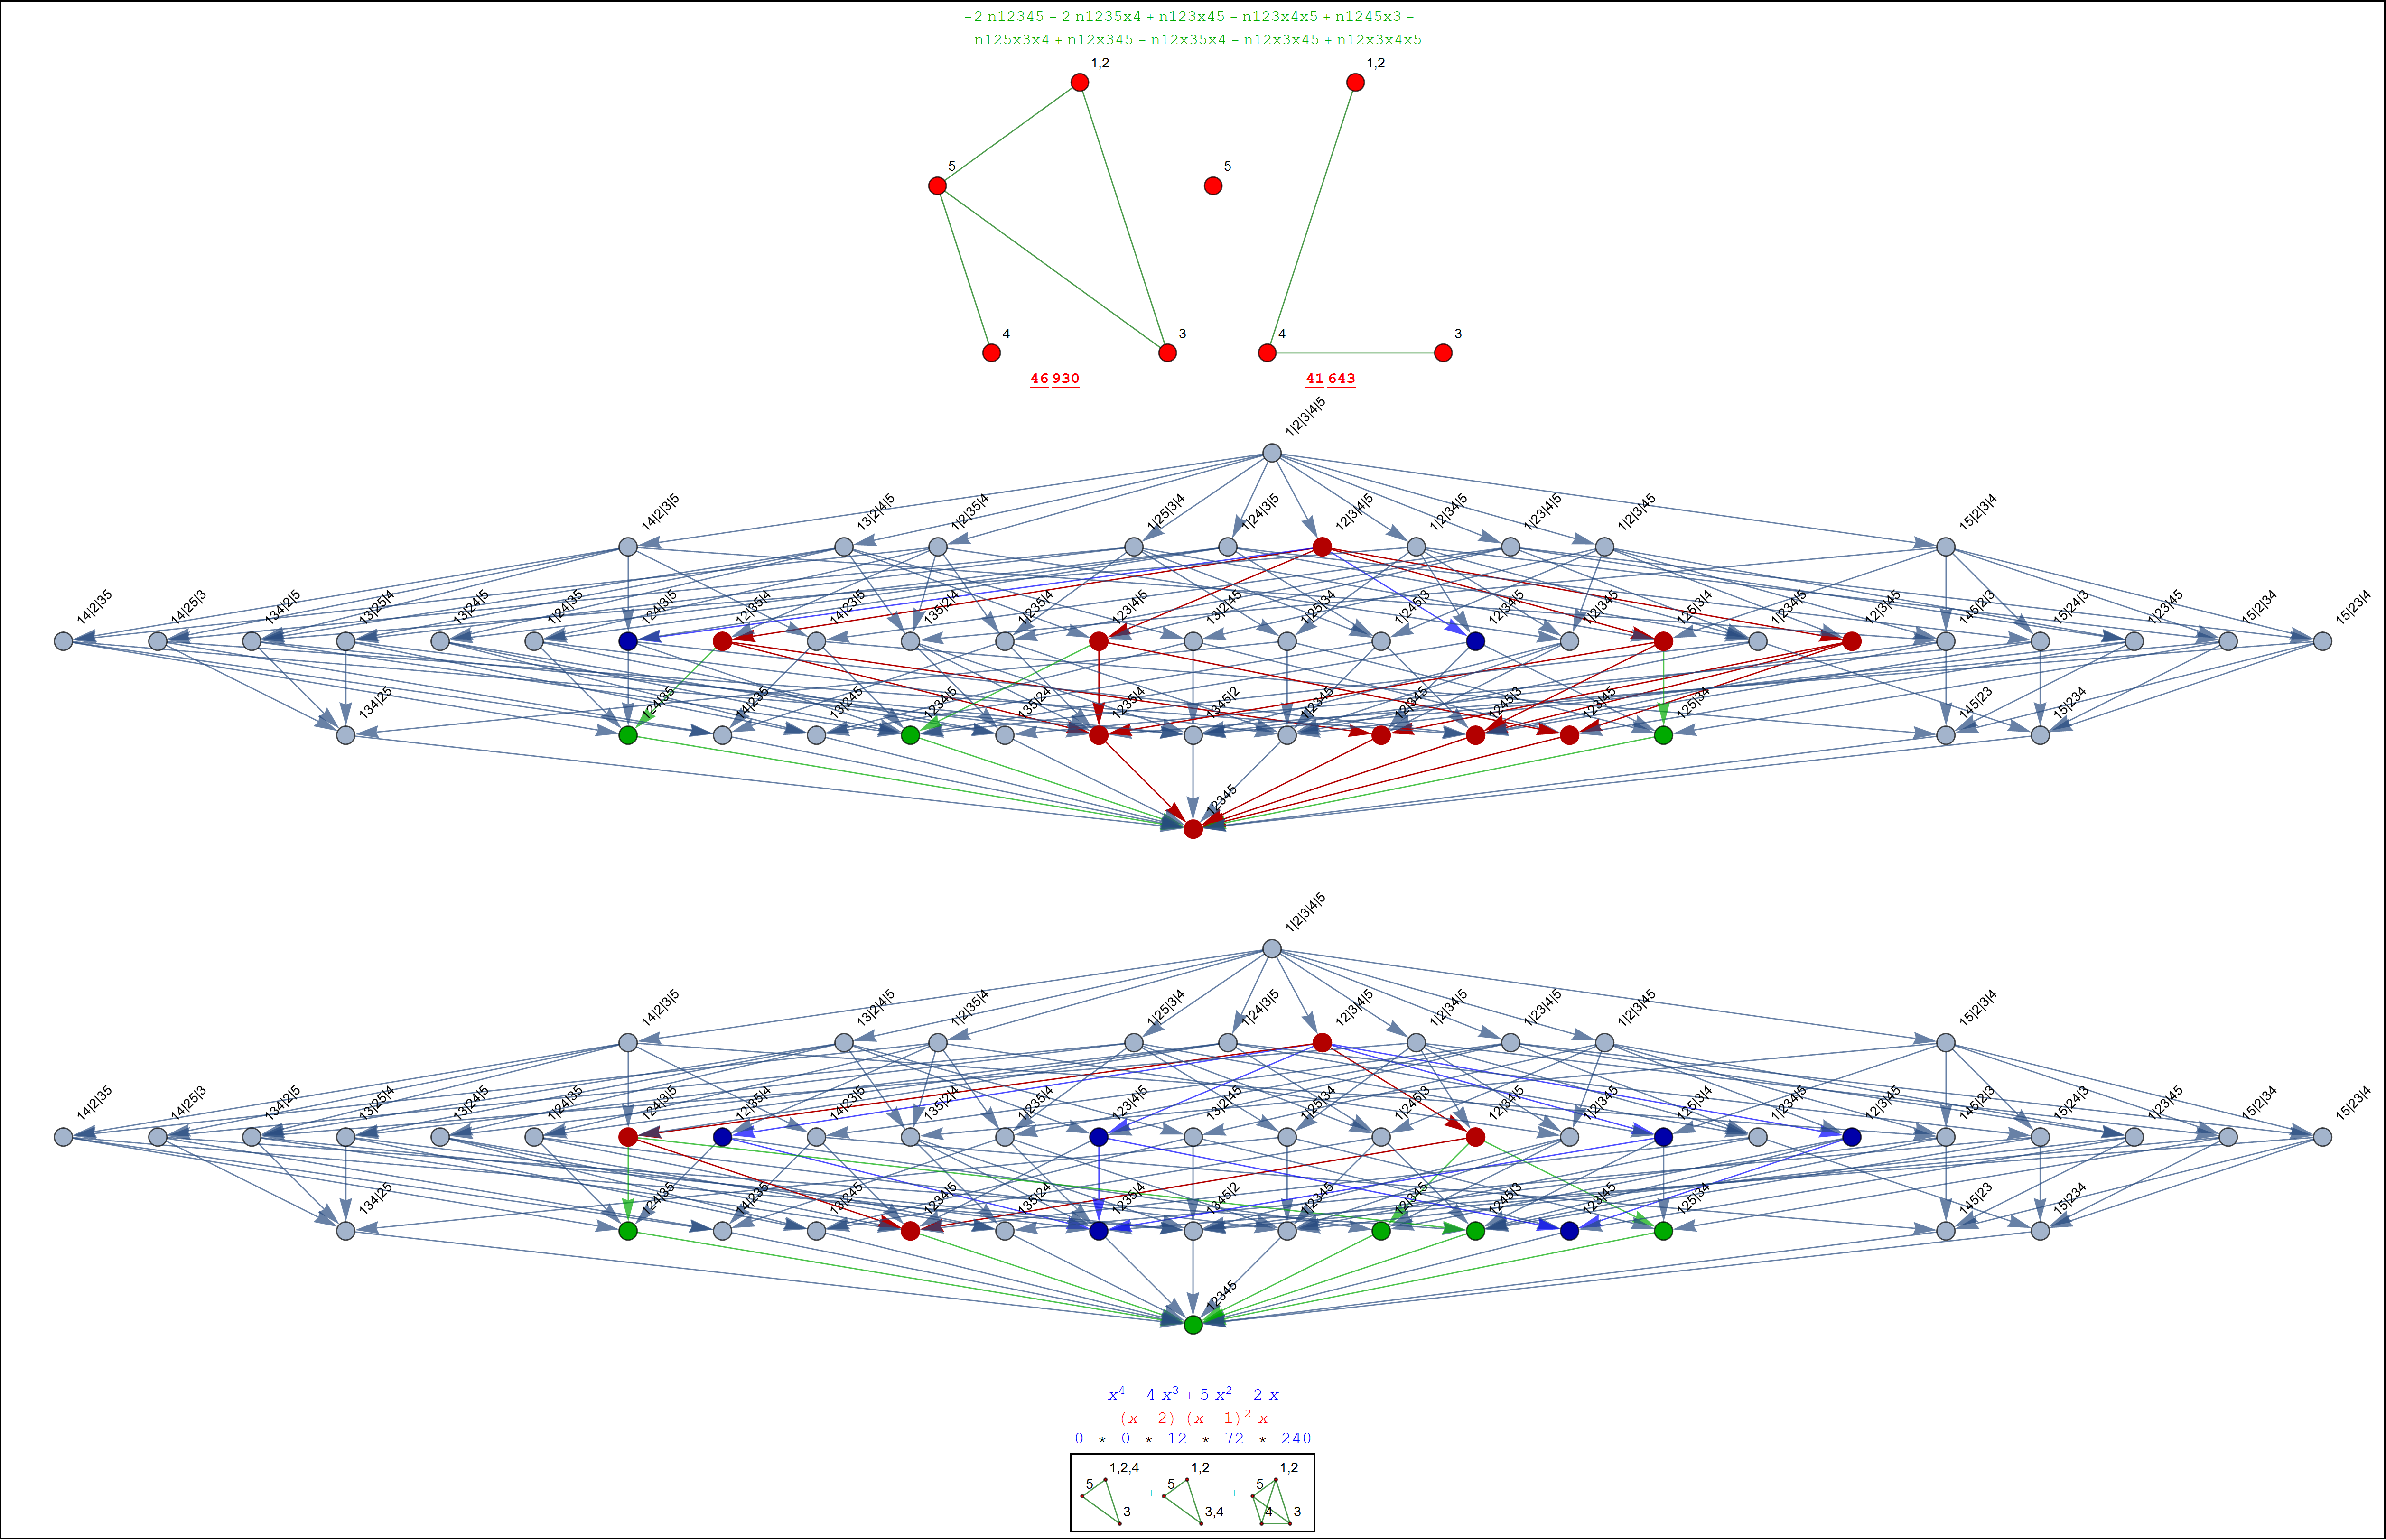 −2 n12345 + 2 n1235x4 + n123x45 − n123x4x5 + n1245x3 −
n125x3x4 + n12x345 − n12x35x4 − n12x3x45 + n12x3x4x5
1,2 1,2
5 5
4 3 4 3
46 930 41 643
1|2|3|4|5
14|2|3|5 13|2|4|5 1|2|35|4 1|25|3|4 1|24|3|5 12|3|4|5 1|2|34|5 1|23|4|5 1|2|3|45 15|2|3|4
14|2|35 14|25|3 134|2|5 13|25|4 13|24|5 1|24|35 124|3|5 12|35|4 14|23|5 135|2|4 1|235|4 123|4|5 13|2|45 1|25|34 1|245|3 12|34|5 1|2|345 125|3|4 1|234|5 12|3|45 145|2|3 15|24|3 1|23|45 15|2|34 15|23|4
134|25 124|35 14|235 13|245 1234|5 135|24 1235|4 1345|2 1|2345 12|345 1245|3 123|45 125|34 145|23 15|234
12345
1|2|3|4|5
14|2|3|5 13|2|4|5 1|2|35|4 1|25|3|4 1|24|3|5 12|3|4|5 1|2|34|5 1|23|4|5 1|2|3|45 15|2|3|4
14|2|35 14|25|3 134|2|5 13|25|4 13|24|5 1|24|35 124|3|5 12|35|4 14|23|5 135|2|4 1|235|4 123|4|5 13|2|45 1|25|34 1|245|3 12|34|5 1|2|345 125|3|4 1|234|5 12|3|45 145|2|3 15|24|3 1|23|45 15|2|34 15|23|4
134|25 124|35 14|235 13|245 1234|5 135|24 1235|4 1345|2 1|2345 12|345 1245|3 123|45 125|34 145|23 15|234
12345
x⁴ − 4 x³ + 5 x² − 2 x
(x − 2) (x − 1)² x
0 * 0 * 12 * 72 * 240
1,2,4 1,2 1,2
5 + 5 + 5
3 3,4 4 3